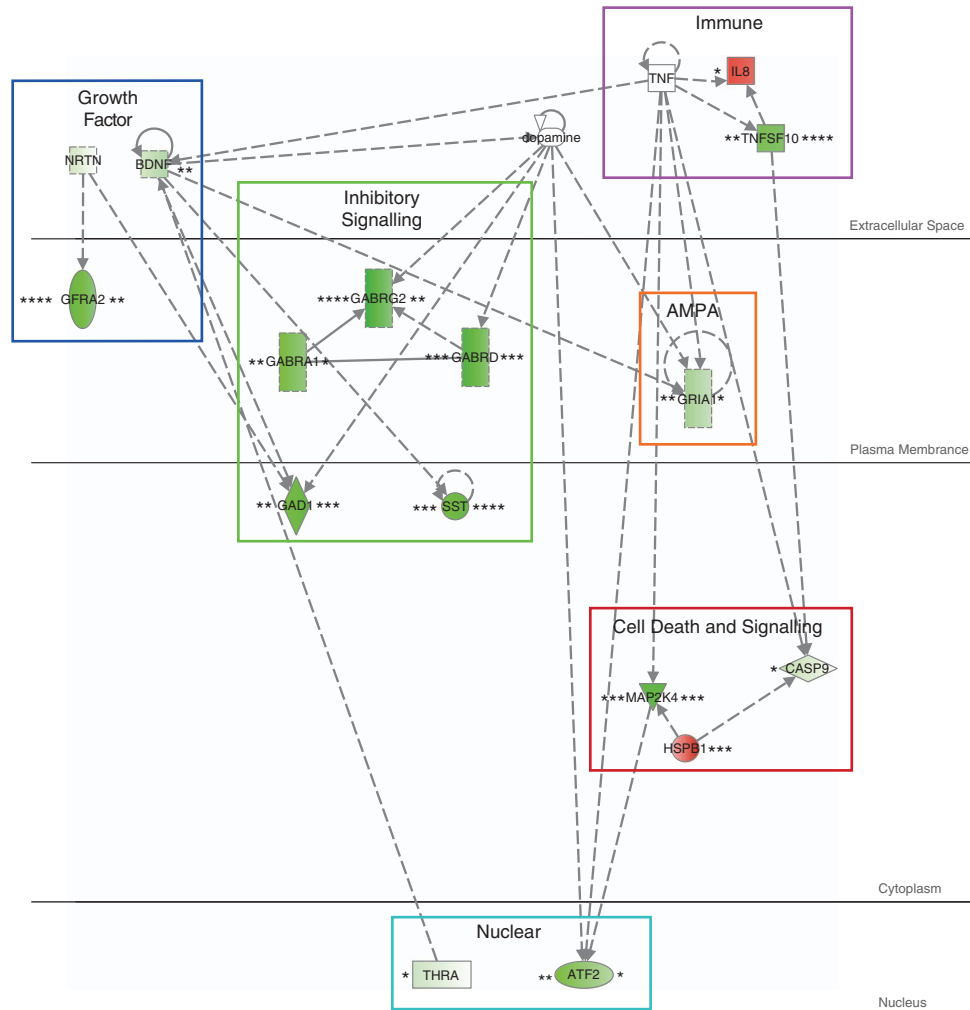 Immune
TNF
* IL8
**TNFSF10 ****
Growth
Factor
NRTN
BDNF
**
dopamine
Inhibitory
Signalling
Extracellular Space
**** GFRA2 **
****GABRG2 **
**GABRA1*
***GABRD***
AMPA
**GRIA1*
Plasma Membrance
** GAD1 ***
*** SST ****
Cell Death and Signalling
* CASP9
***MAP2K4***
HSPB1***
Cytoplasm
Nuclear
* THRA
** ATF2 *
Nucleus